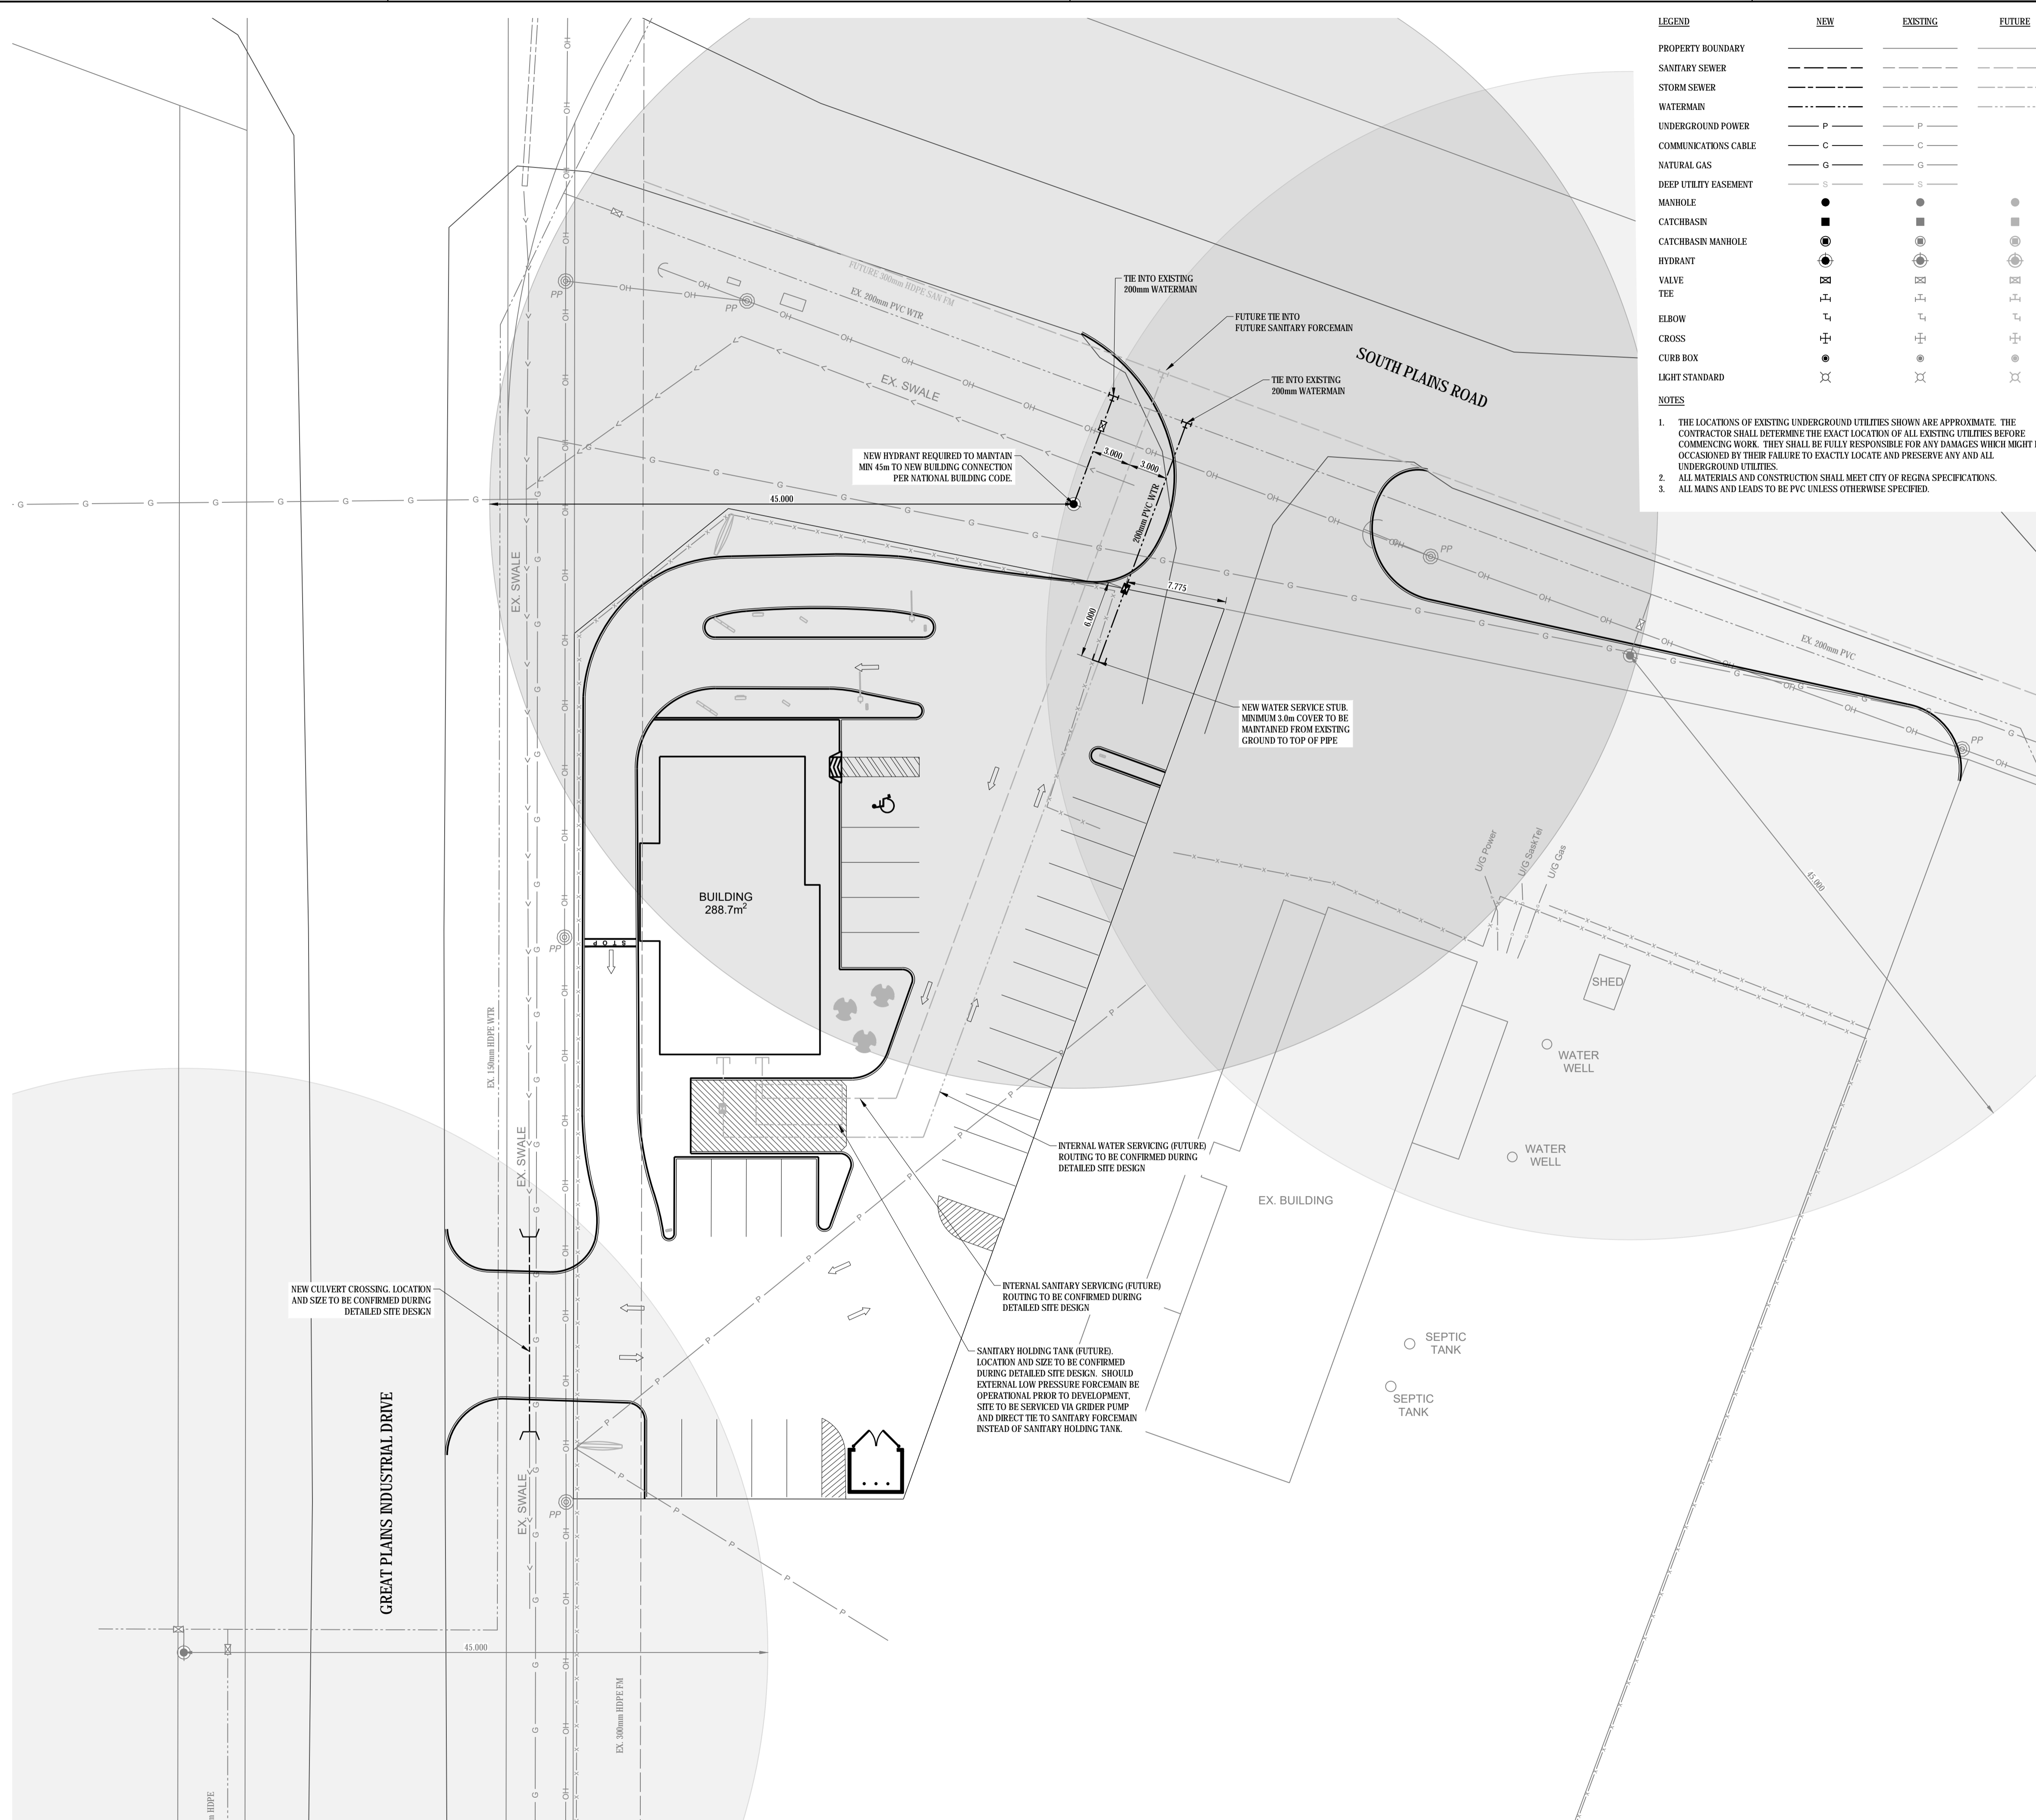 LEGEND NEW EXISTING FUTURE
PROPERTY BOUNDARY
SANITARY SEWER
STORM SEWER
WATERMAIN
UNDERGROUND POWER P P
COMMUNICATIONS CABLE C C
NATURAL GAS G G
DEEP UTILITY EASEMENT S S
MANHOLE
CATCHBASIN
CATCHBASIN MANHOLE
HYDRANT
VALVE
TEE
ELBOW
CROSS
CURB BOX
LIGHT STANDARD
NOTES
1. THE LOCATIONS OF EXISTING UNDERGROUND UTILITIES SHOWN ARE APPROXIMATE. THE
CONTRACTOR SHALL DETERMINE THE EXACT LOCATION OF ALL EXISTING UTILITIES BEFORE
COMMENCING WORK. THEY SHALL BE FULLY RESPONSIBLE FOR ANY DAMAGES WHICH MIGHT
OCCASIONED BY THEIR FAILURE TO EXACTLY LOCATE AND PRESERVE ANY AND ALL
UNDERGROUND UTILITIES.
2. ALL MATERIALS AND CONSTRUCTION SHALL MEET CITY OF REGINA SPECIFICATIONS.
3. ALL MAINS AND LEADS TO BE PVC UNLESS OTHERWISE SPECIFIED.
FUTURE 300mm HDPE SAN FM
EX. 200mm PVC WTR
TIE INTO EXISTING
200mm WATERMAIN
FUTURE TIE INTO
FUTURE SANITARY FORCEMAIN
SOUTH PLAINS ROAD
TIE INTO EXISTING
200mm WATERMAIN
PP
PP
EX. SWALE
NEW HYDRANT REQUIRED TO MAINTAIN
MIN 45m TO NEW BUILDING CONNECTION
PER NATIONAL BUILDING CODE.
3.000
3.000
45.000
200mm PVC WTR
PP
EX. SWALE
7.775
6.000
EX. 200mm PVC
NEW WATER SERVICE STUB.
MINIMUM 3.0m COVER TO BE
MAINTAINED FROM EXISTING
GROUND TO TOP OF PIPE
PP
U/G Power
U/G SaskTel
U/G Gas
45.000
BUILDING
288.7m2
STOP
PP
SHED
EX. 150mm HDPE WTR
WATER
WELL
EX. SWALE
INTERNAL WATER SERVICING (FUTURE)
ROUTING TO BE CONFIRMED DURING
DETAILED SITE DESIGN
WATER
WELL
EX. BUILDING
NEW CULVERT CROSSING. LOCATION
AND SIZE TO BE CONFIRMED DURING
DETAILED SITE DESIGN
INTERNAL SANITARY SERVICING (FUTURE)
ROUTING TO BE CONFIRMED DURING
DETAILED SITE DESIGN
SEPTIC
TANK
SANITARY HOLDING TANK (FUTURE).
LOCATION AND SIZE TO BE CONFIRMED
DURING DETAILED SITE DESIGN. SHOULD
EXTERNAL LOW PRESSURE FORCEMAIN BE
OPERATIONAL PRIOR TO DEVELOPMENT,
SITE TO BE SERVICED VIA GRIDER PUMP
AND DIRECT TIE TO SANITARY FORCEMAIN
INSTEAD OF SANITARY HOLDING TANK.
SEPTIC
TANK
GREAT PLAINS INDUSTRIAL DRIVE
EX. SWALE
PP
45.000
EX. 300mm HDPE FM
HDPE